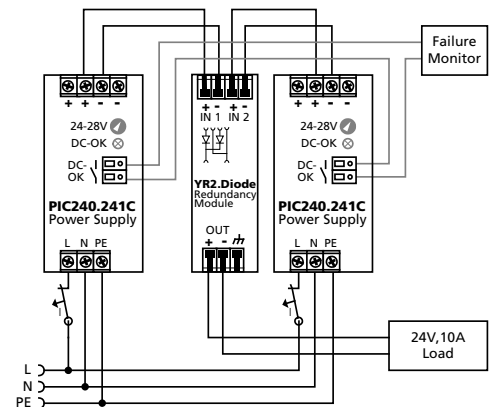 Failure
Monitor
+ + - -
24-28V
DC-OK
DC-
OK
PIC240.241C
Power Supply
L N PE
+ - + -
IN 1 IN 2
YR2.Diode
Redundancy
Module
OUT
+ -
+ + - -
24-28V
DC-OK
DC-
OK
PIC240.241C
Power Supply
L N PE
I
I
24V,10A
Load
L
N
PE